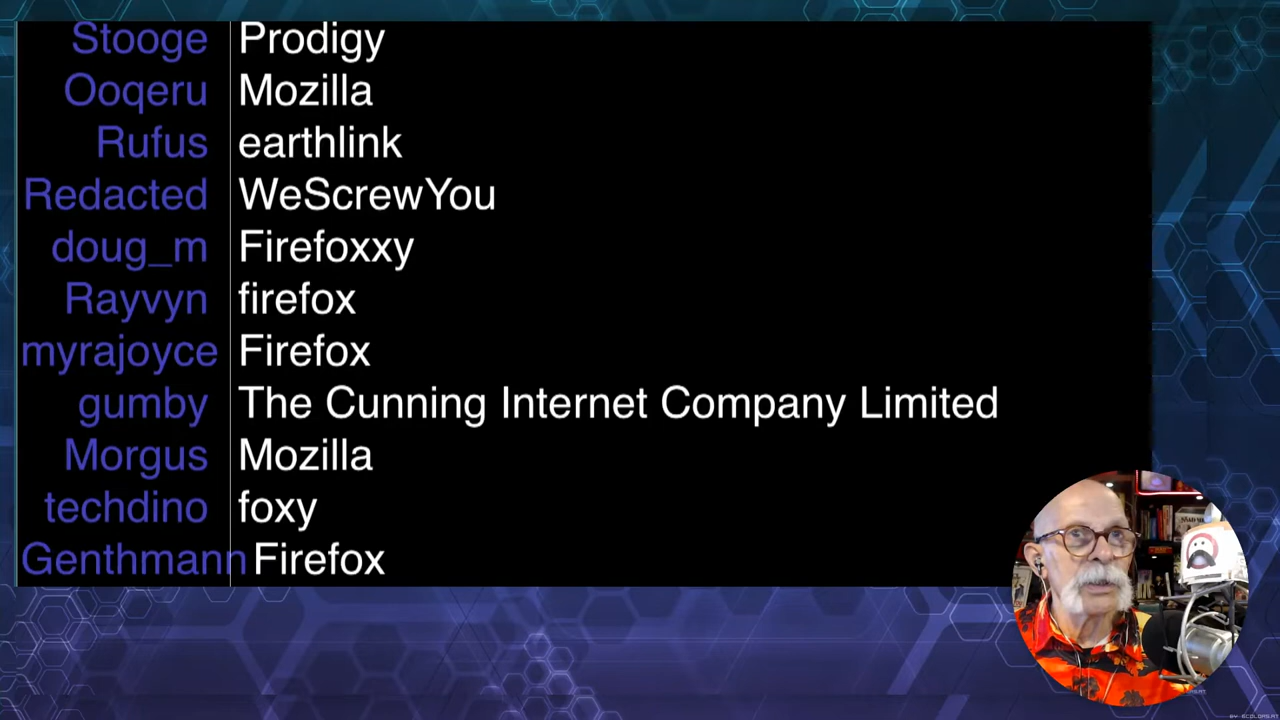 Stooge Prodigy
Ooqeru Mozilla
Rufus earthlink
Redacted WeScrewYou
doug_m Firefoxxy
Rayvyn firefox
myrajoyce Firefox
gumby The Cunning Internet Company Limited
Morgus Mozilla
techdino foxy
Genthmann Firefox